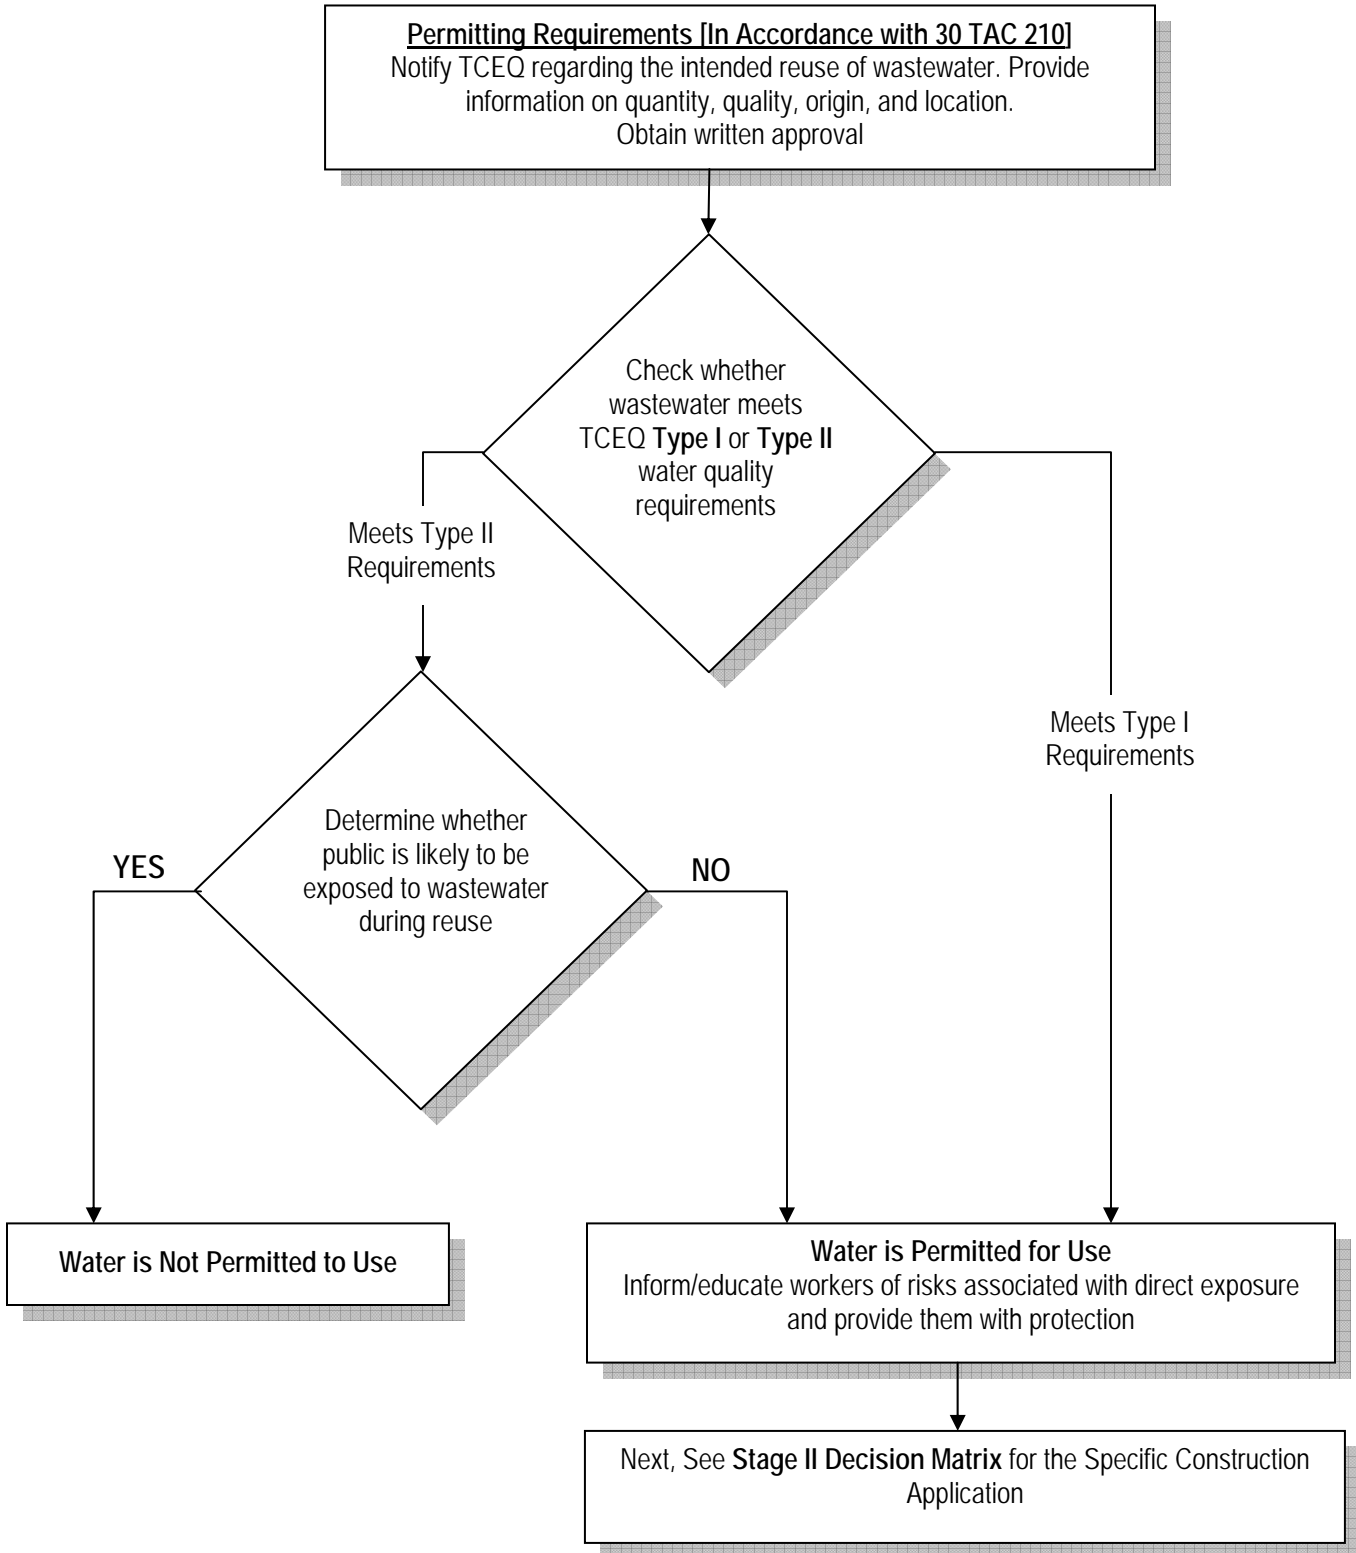 Permitting Requirements [In Accordance with 30 TAC 210]
Notify TCEQ regarding the intended reuse of wastewater. Provide
information on quantity, quality, origin, and location.
Obtain written approval
Check whether
wastewater meets
TCEQ Type I or Type II
water quality
requirements
Meets Type II
Requirements
Meets Type I
Requirements
Determine whether
public is likely to be
exposed to wastewater
during reuse
YES
NO
Water is Not Permitted to Use
Water is Permitted for Use
Inform/educate workers of risks associated with direct exposure
and provide them with protection
Next, See Stage II Decision Matrix for the Specific Construction
Application